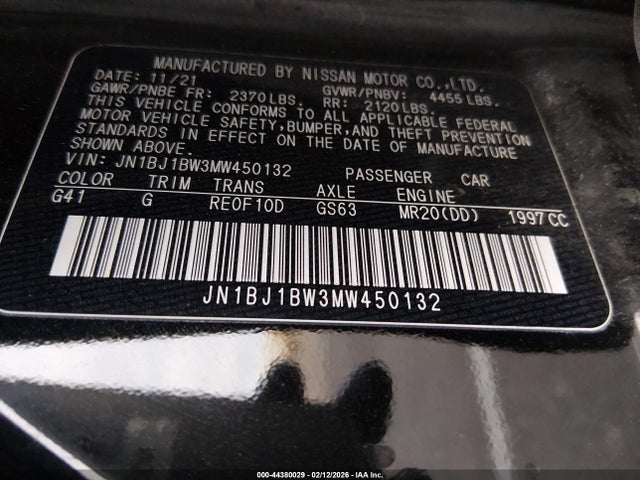 MANUFACTURED BY NISSAN MOTOR CO.,LTD.
DATE: 11/21 GVWR/PNBV: 4455 LBS.
GAWR/PNBE FR: 2370LBS. RR: 2120LBS.
THIS VEHICLE CONFORMS TO ALL APPLICABLE FEDERAL
MOTOR VEHICLE SAFETY,BUMPER,AND THEFT PREVENTION
STANDARDS IN EFFECT ON THE DATE OF MANUFACTURE
SHOWN ABOVE.
VIN: JN1BJ1BW3MW450132 PASSENGER CAR
COLOR TRIM TRANS AXLE ENGINE
G41 G RE0F10D GS63 MR20(DD) 1997CC
JN1BJ1BW3MW450132
000-44380029 - 02/12/2026 - IAA Inc.